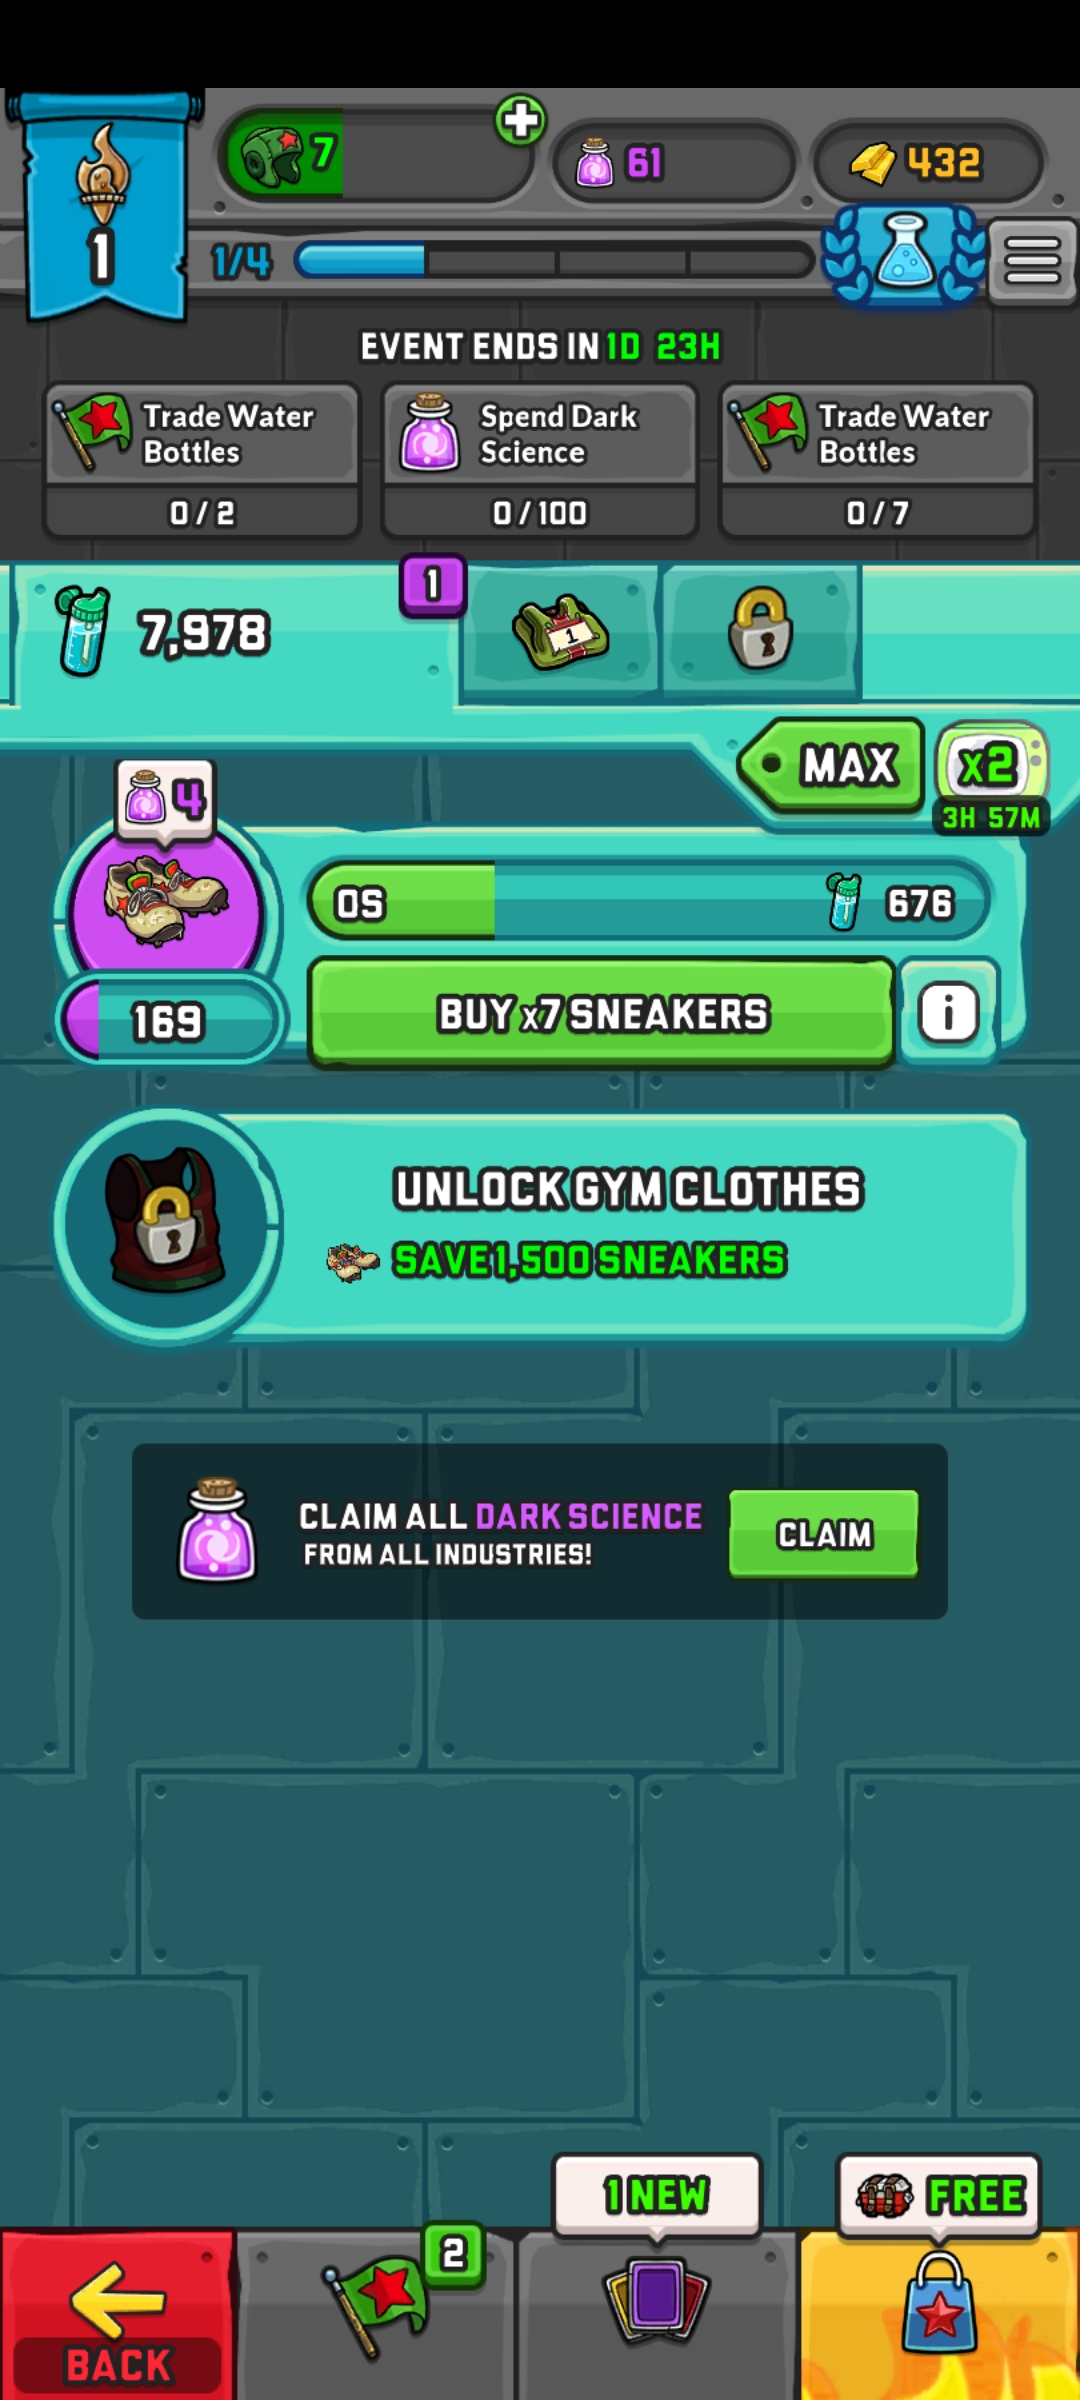 7
61
432
1
1/4
EVENT ENDS IN 1D 23H
Trade Water
Bottles
0/2
Spend Dark
Science
0/100
Trade Water
Bottles
0/7
7,978
1
1
MAX
x2
3H 57M
4
0S
676
169
BUY x7 SNEAKERS
i
UNLOCK GYM CLOTHES
SAVE 1,500 SNEAKERS
CLAIM ALL DARK SCIENCE
FROM ALL INDUSTRIES!
CLAIM
1 NEW
FREE
2
BACK